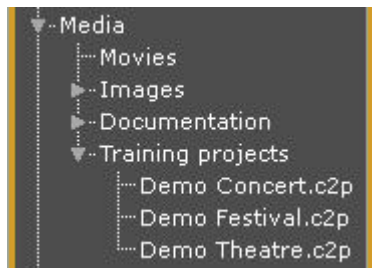 Media
Movies
Images
Documentation
Training projects
Demo Concert.c2p
Demo Festival.c2p
Demo Theatre.c2p